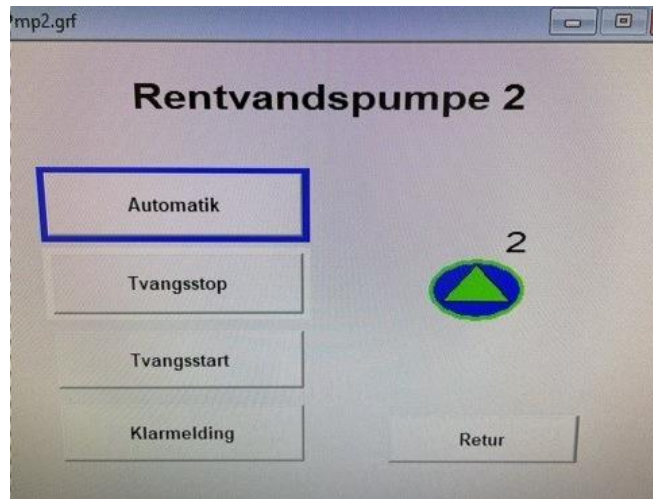 mp2.grf
Rentvandspumpe 2
Automatik
2
Tvangsstop
Tvangsstart
Klarmelding
Retur